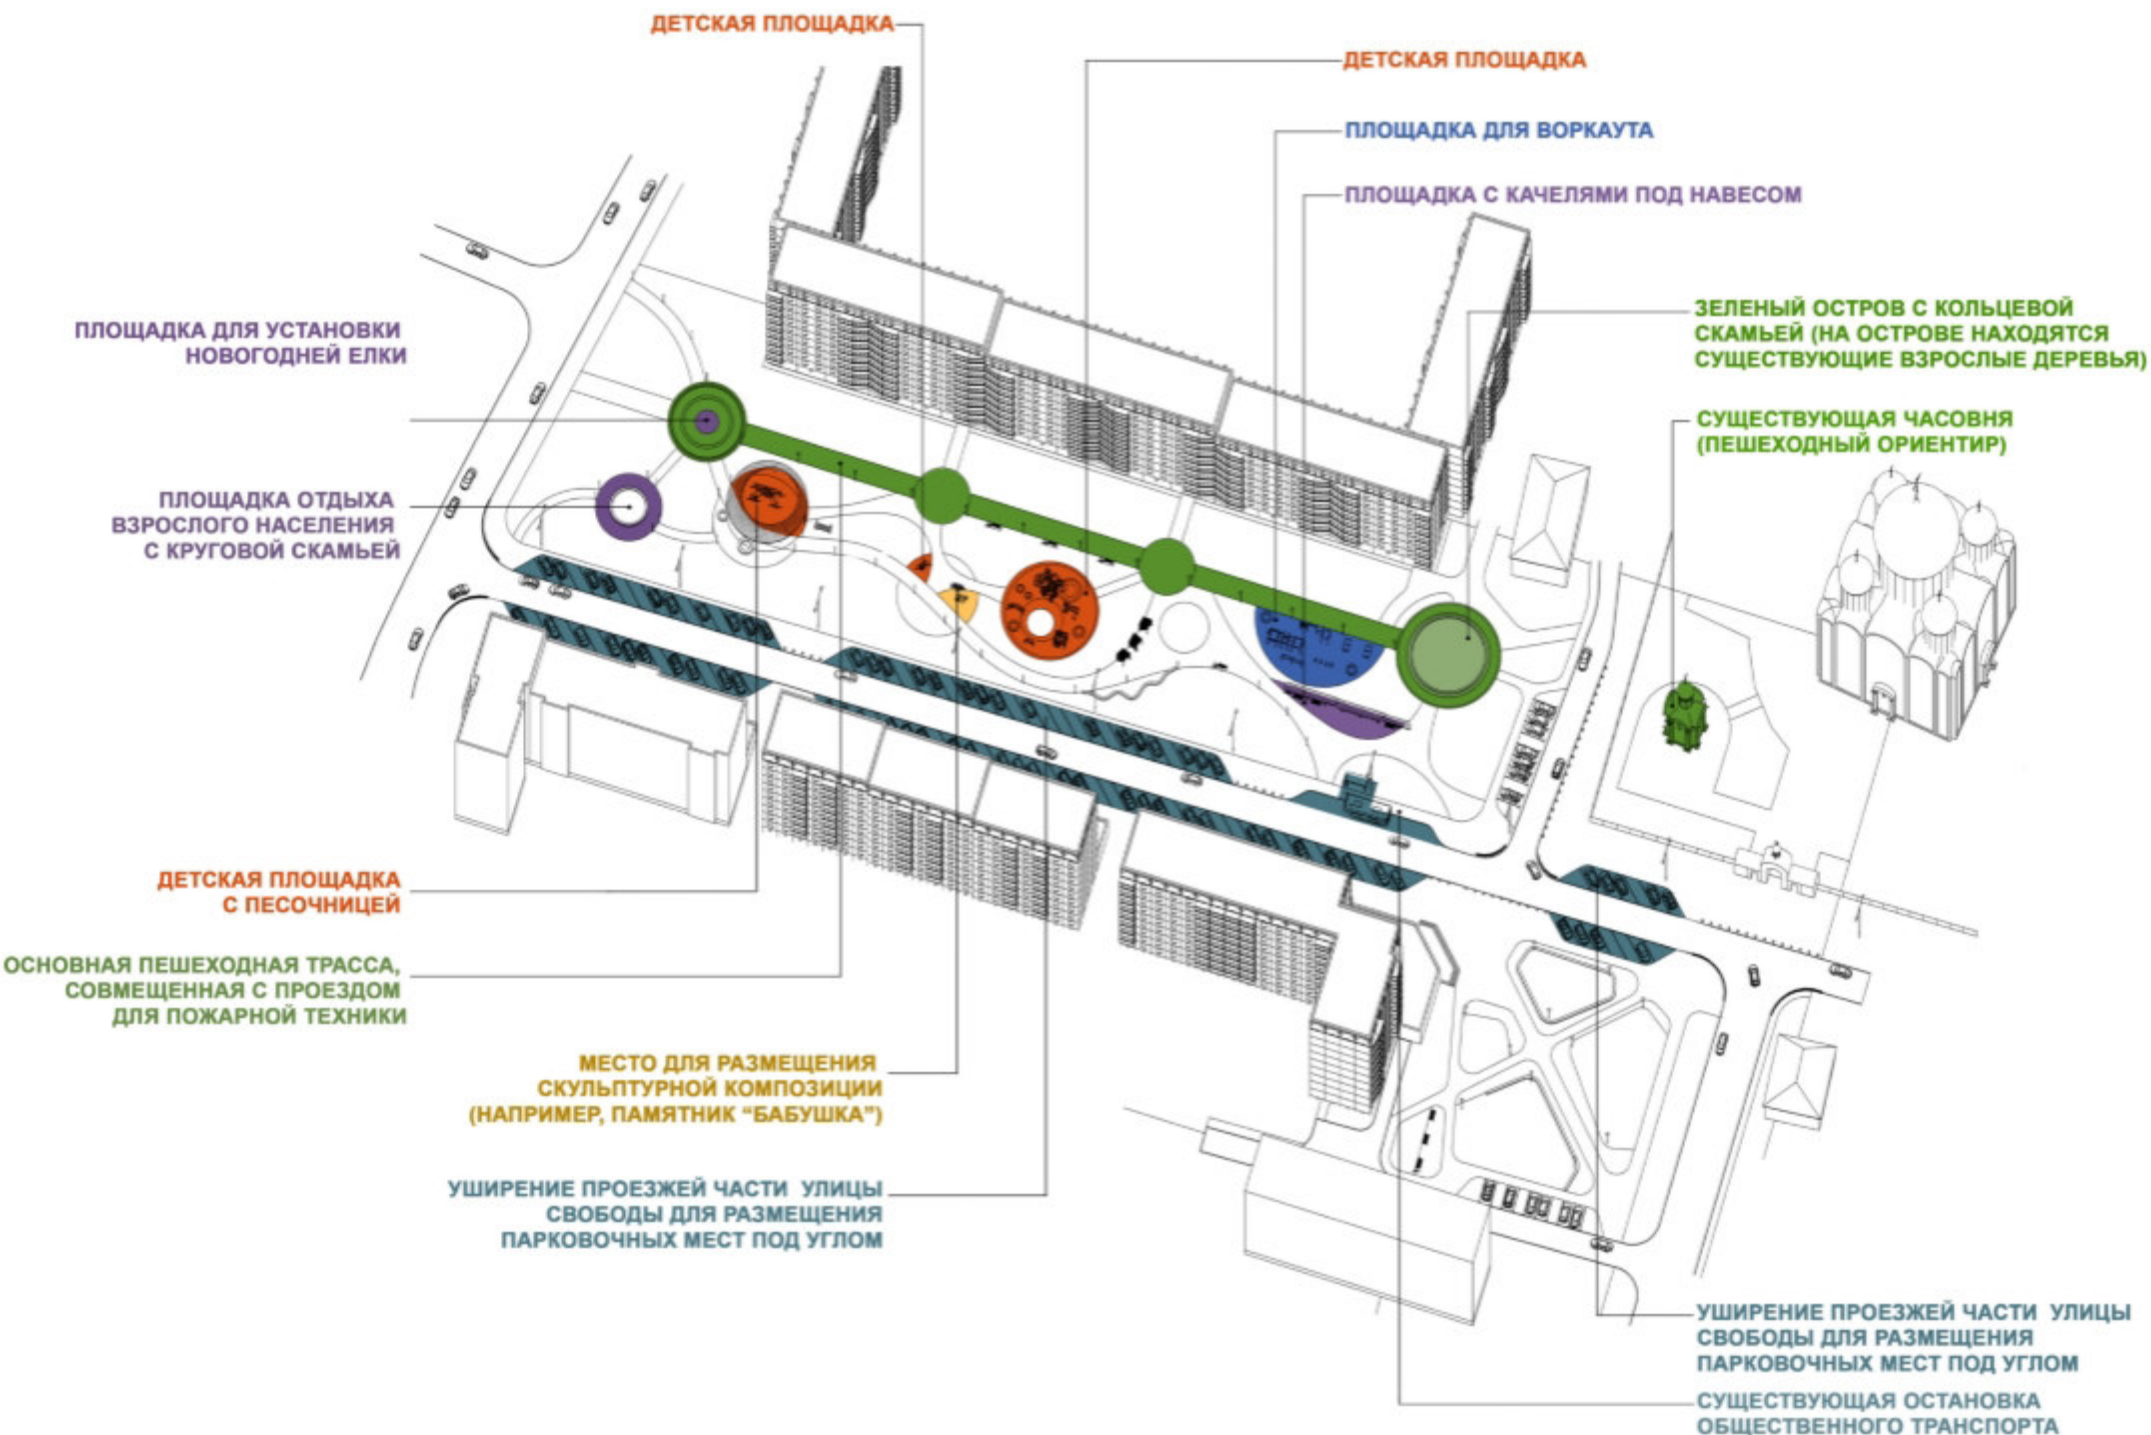 ДЕТСКАЯ ПЛОЩАДКА
ДЕТСКАЯ ПЛОЩАДКА
ПЛОЩАДКА ДЛЯ ВОРКАУТА
ПЛОЩАДКА С КАЧЕЛЯМИ ПОД НАВЕСОМ
ЗЕЛЕНЫЙ ОСТРОВ С КОЛЬЦЕВОЙ
СКАМЬЕЙ (НА ОСТРОВЕ НАХОДЯТСЯ
СУЩЕСТВУЮЩИЕ ВЗРОСЛЫЕ ДЕРЕВЬЯ)
СУЩЕСТВУЮЩАЯ ЧАСОВНЯ
(ПЕШЕХОДНЫЙ ОРИЕНТИР)
ПЛОЩАДКА ДЛЯ УСТАНОВКИ
НОВОГОДНЕЙ ЕЛКИ
ПЛОЩАДКА ОТДЫХА
ВЗРОСЛОГО НАСЕЛЕНИЯ
С КРУГОВОЙ СКАМЬЕЙ
ДЕТСКАЯ ПЛОЩАДКА
С ПЕСОЧНИЦЕЙ
ОСНОВНАЯ ПЕШЕХОДНАЯ ТРАССА,
СОВМЕЩЕННАЯ С ПРОЕЗДОМ
ДЛЯ ПОЖАРНОЙ ТЕХНИКИ
МЕСТО ДЛЯ РАЗМЕЩЕНИЯ
СКУЛЬПТУРНОЙ КОМПОЗИЦИИ
(НАПРИМЕР, ПАМЯТНИК “БАБУШКА”)
УШИРЕНИЕ ПРОЕЗЖЕЙ ЧАСТИ УЛИЦЫ
СВОБОДЫ ДЛЯ РАЗМЕЩЕНИЯ
ПАРКОВОЧНЫХ МЕСТ ПОД УГЛОМ
УШИРЕНИЕ ПРОЕЗЖЕЙ ЧАСТИ УЛИЦЫ
СВОБОДЫ ДЛЯ РАЗМЕЩЕНИЯ
ПАРКОВОЧНЫХ МЕСТ ПОД УГЛОМ
СУЩЕСТВУЮЩАЯ ОСТАНОВКА
ОБЩЕСТВЕННОГО ТРАНСПОРТА